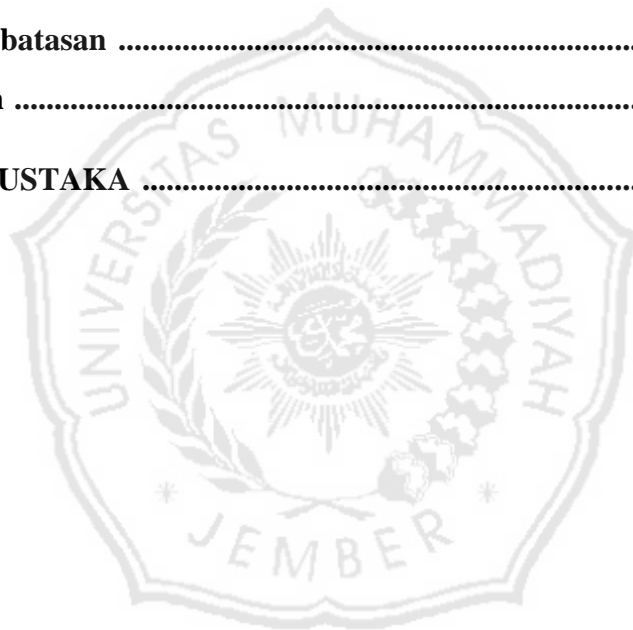 batasan ................................................................
n .............................................................................
USTAKA .............................................................
UNIVERSITAS MUHAMMADIYAH
* JEMBER *